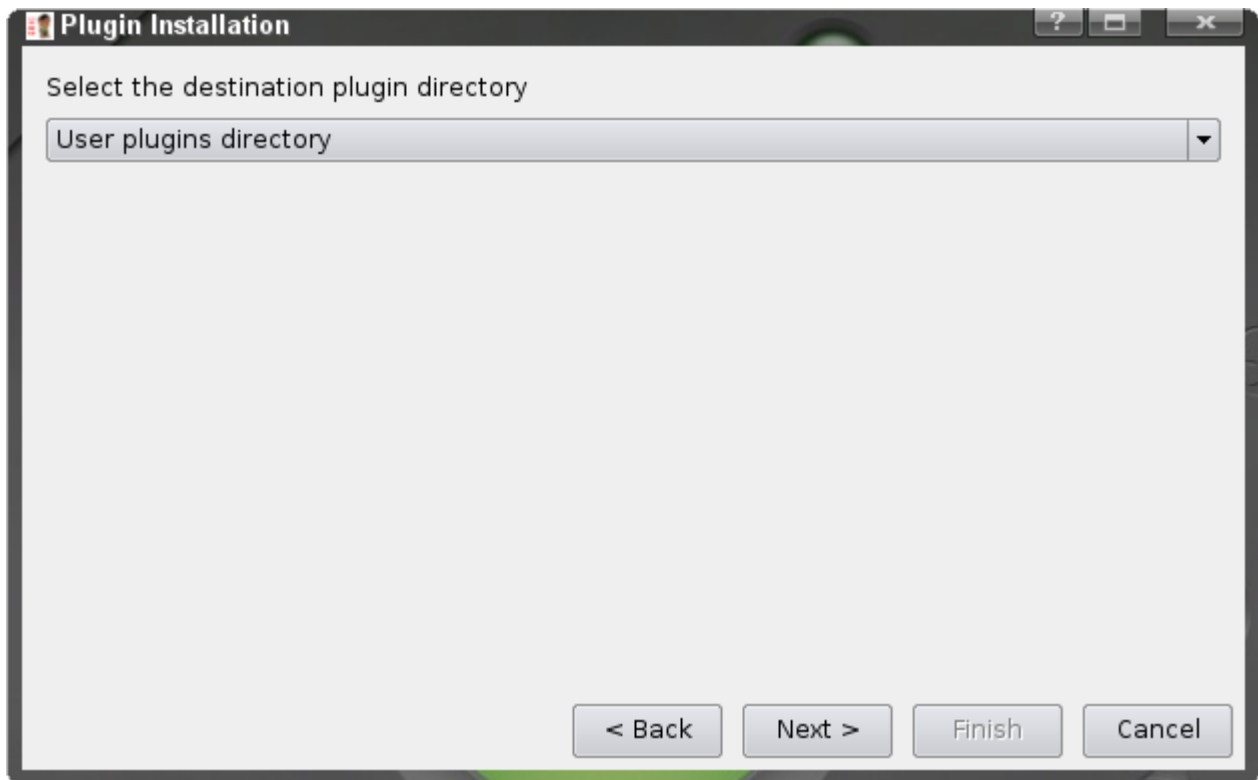 Plugin Installation
Select the destination plugin directory
User plugins directory
< Back
Next >
Finish
Cancel